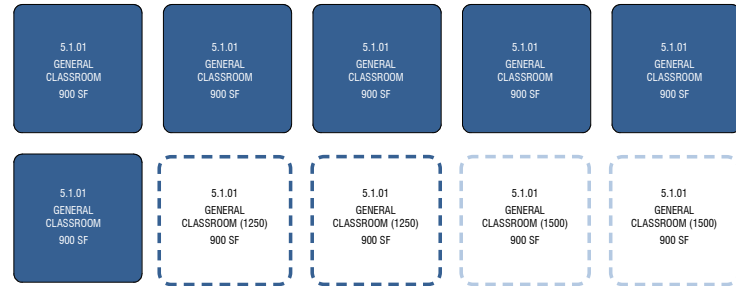 5.1.01
GENERAL
CLASSROOM
900 SF
5.1.01
GENERAL
CLASSROOM
900 SF
5.1.01
GENERAL
CLASSROOM
900 SF
5.1.01
GENERAL
CLASSROOM
900 SF
5.1.01
GENERAL
CLASSROOM
900 SF
5.1.01
GENERAL
CLASSROOM
900 SF
5.1.01
GENERAL
CLASSROOM (1250)
900 SF
5.1.01
GENERAL
CLASSROOM (1250)
900 SF
5.1.01
GENERAL
CLASSROOM (1500)
900 SF
5.1.01
GENERAL
CLASSROOM (1500)
900 SF